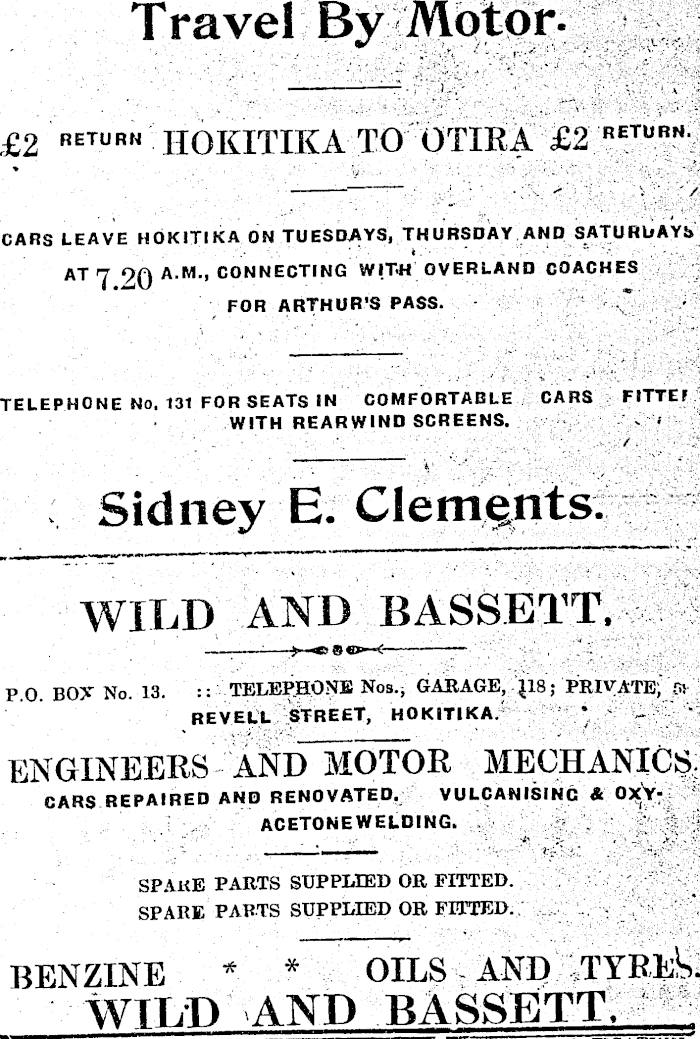 Travel By Motor.
£2 RETURN HOKITIKA TO OTIRA £2 RETURN.
CARS LEAVE HOKITIKA ON TUESDAYS, THURSDAY AND SATURDAYS
AT 7.20 A.M., CONNECTING WITH OVERLAND COACHES
FOR ARTHUR'S PASS.
TELEPHONE No. 131 FOR SEATS IN COMFORTABLE CARS
WITH REARWIND SCREENS.
Sidney E. Clements.
WILD AND BASSETT.
P.O. BOX No. 13. :: TELEPHONE Nos., GARAGE, 118; PRIVATE,
REVELL STREET, HOKITIKA.
ENGINEERS AND MOTOR MECHANICS.
CARS REPAIRED AND RENOVATED. VULCANISING & OXY-
ACETONE WELDING.
SPARE PARTS SUPPLIED OR FITTED.
SPARE PARTS SUPPLIED OR FITTED.
BENZINE * * OILS AND TYRES.
WILD AND BASSETT.